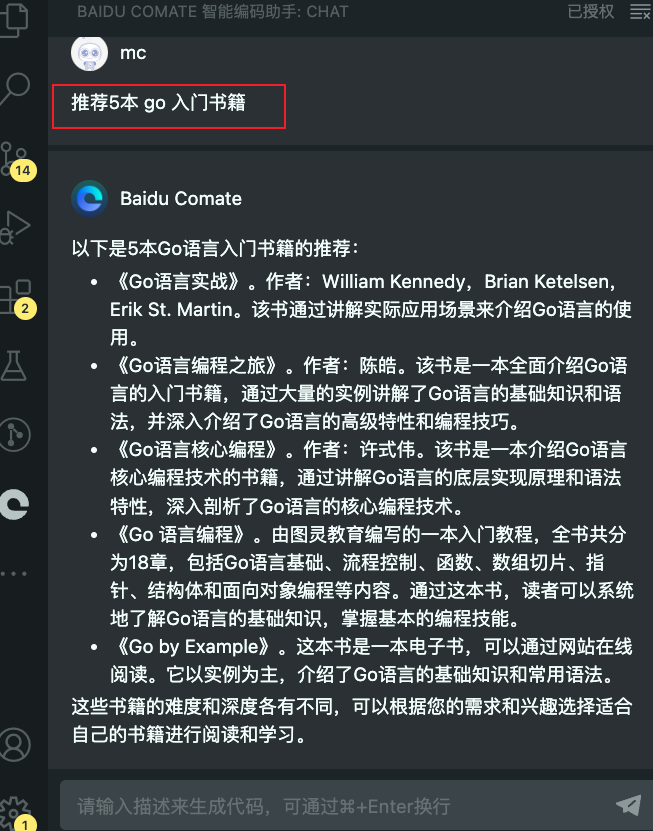 BAIDU COMATE 智能编码助手: CHAT
已授权
mc
推荐5本 go 入门书籍
14
Baidu Comate
以下是5本Go语言入门书籍的推荐：
• 《Go语言实战》。作者：William Kennedy，Brian Ketelsen，
Erik St. Martin。该书通过讲解实际应用场景来介绍Go语言的使
用。
2
• 《Go语言编程之旅》。作者：陈皓。该书是一本全面介绍Go语
言的入门书籍，通过大量的实例讲解了Go语言的基础知识和语
法，并深入介绍了Go语言的高级特性和编程技巧。
• 《Go语言核心编程》。作者：许式伟。该书是一本介绍Go语言
核心编程技术的书籍，通过讲解Go语言的底层实现原理和语法
特性，深入剖析了Go语言的核心编程技术。
• 《Go 语言编程》。由图灵教育编写的一本入门教程，全书共分
为18章，包括Go语言基础、流程控制、函数、数组切片、指
针、结构体和面向对象编程等内容。通过这本书，读者可以系统
地了解Go语言的基础知识，掌握基本的编程技能。
• 《Go by Example》。这本书是一本电子书，可以通过网站在线
阅读。它以实例为主，介绍了Go语言的基础知识和常用语法。
这些书籍的难度和深度各有不同，可以根据您的需求和兴趣选择适合
自己的书籍进行阅读和学习。
请输入描述来生成代码，可通过⌘+Enter换行
1